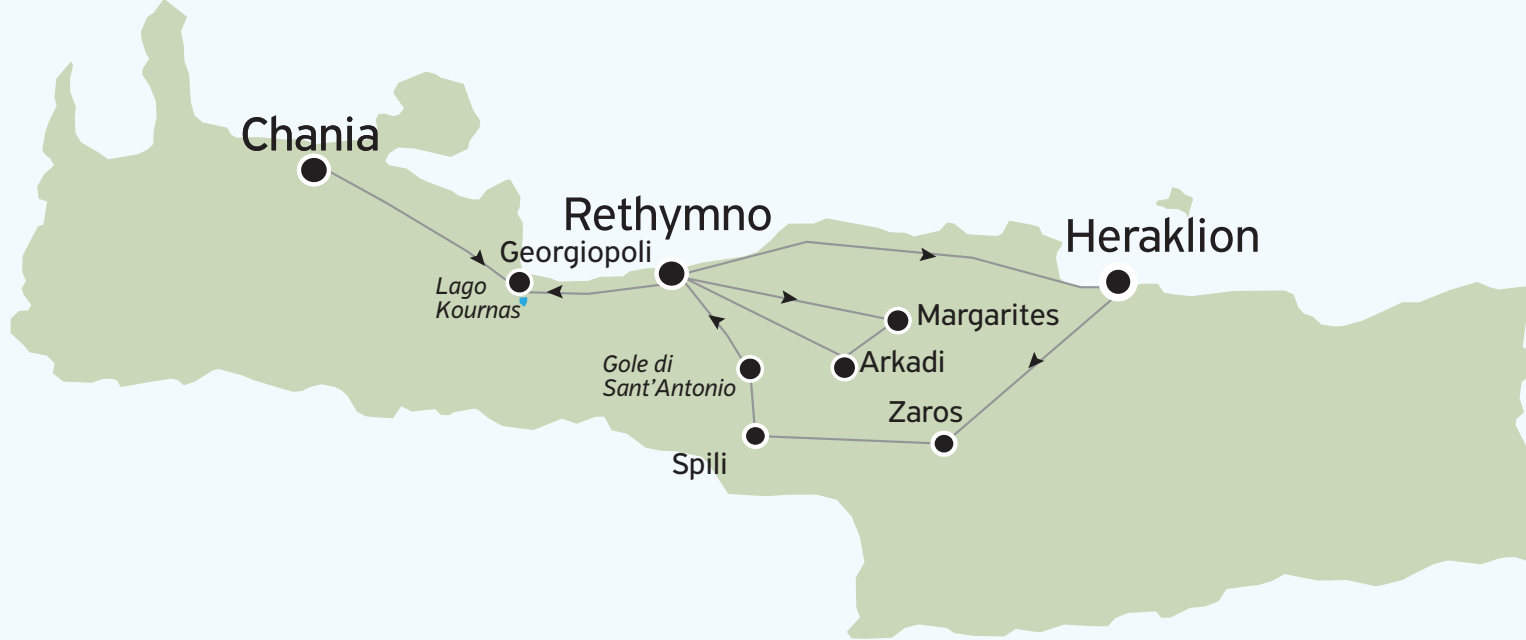 Chania
Rethymno
Heraklion
Georgiopoli
Lago
Kournas
Margarites
Gole di
Sant'Antonio
Arkadi
Zaros
Spili